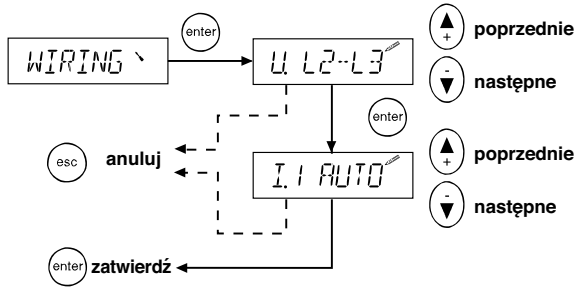 enter
WIRING
U. L2-L3
+
poprzednie
-
następne
enter
esc
anuluj
I.1 AUTO
+
poprzednie
-
następne
enter
zatwierdź